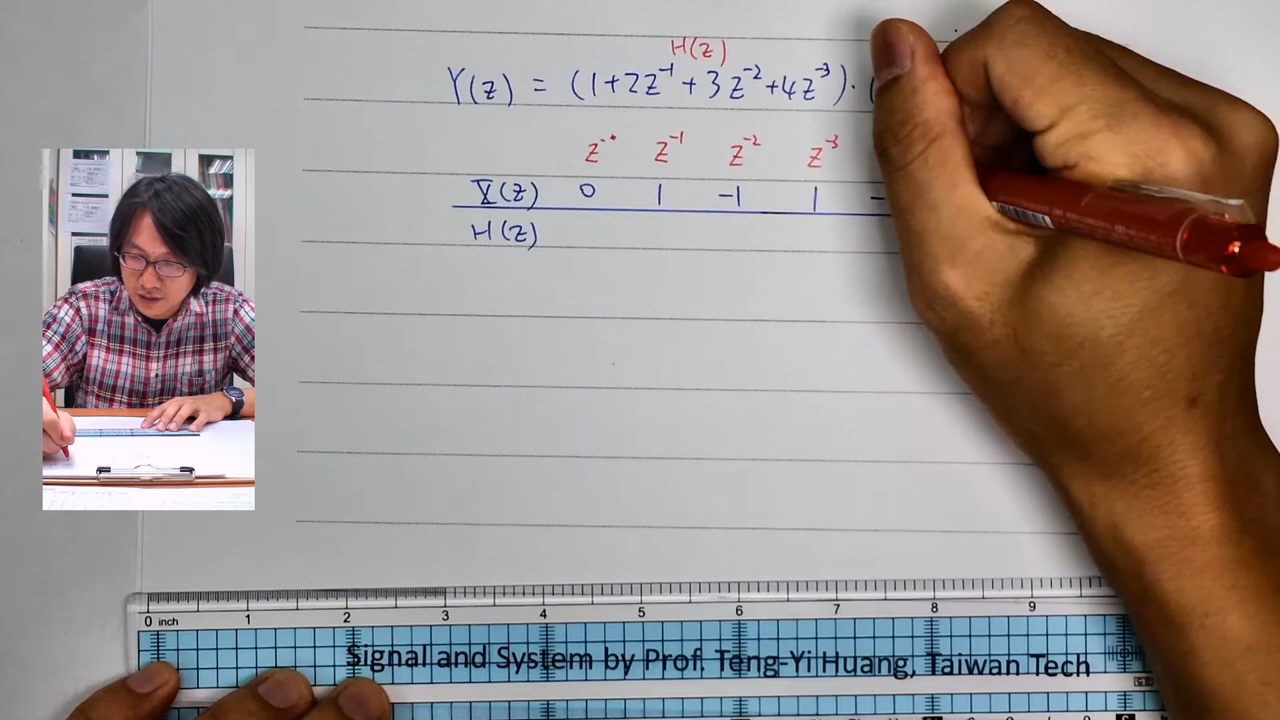 H(z)
Y(z) = (1+2z⁻¹+3z⁻²+4z⁻³)·(
z⁻¹ z⁻² z⁻³
X(z) 0 1 -1 1 -
H(z)
0 inch 1 2 3 4 5 6 7 8 9
Signal and System by Prof. Teng-Yi Huang, Taiwan Tech